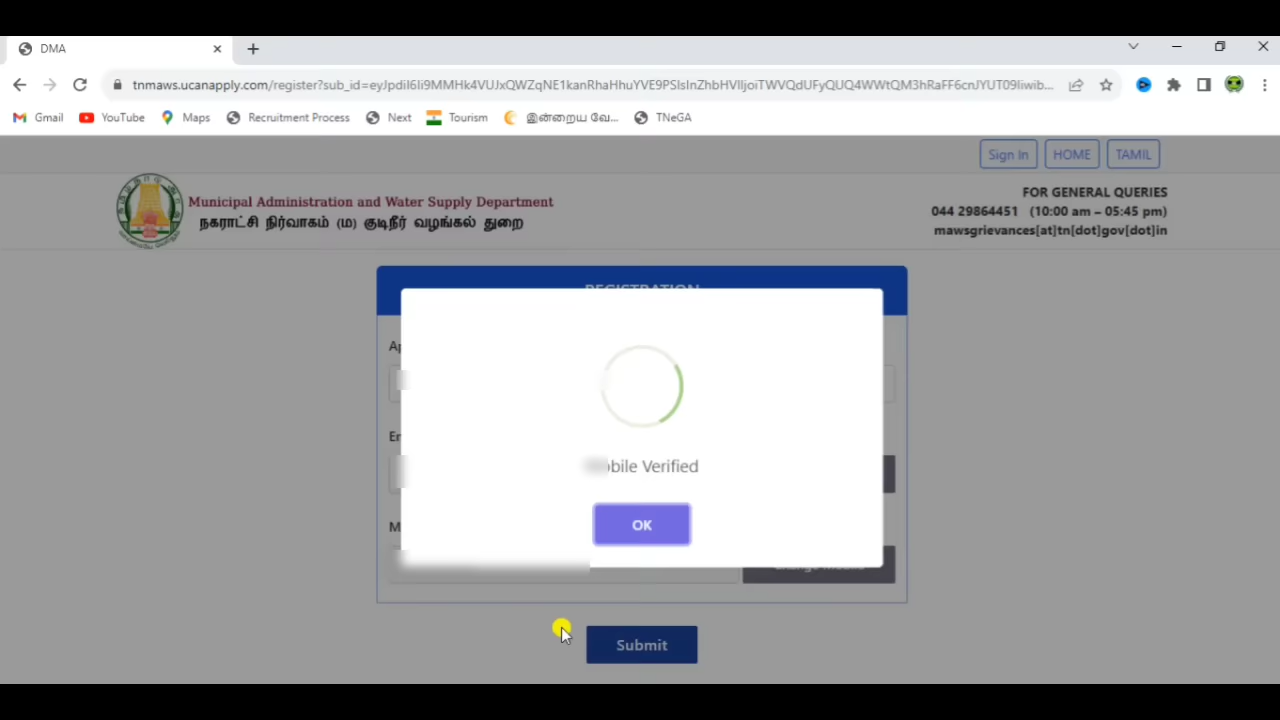 DMA
tnmaws.ucanapply.com/register?sub_id=
Gmail YouTube Maps Recruitment Process Next Tourism இன்றைய வே... TNeGA
Sign In HOME TAMIL
Municipal Administration and Water Supply Department
நகராட்சி நிர்வாகம் (ம) குடிநீர் வழங்கல் துறை
FOR GENERAL QUERIES
044 29864451 (10:00 am – 05:45 pm)
mawsgrievances[at]tn[dot]gov[dot]in
REGISTRATION
Verified
OK
Submit